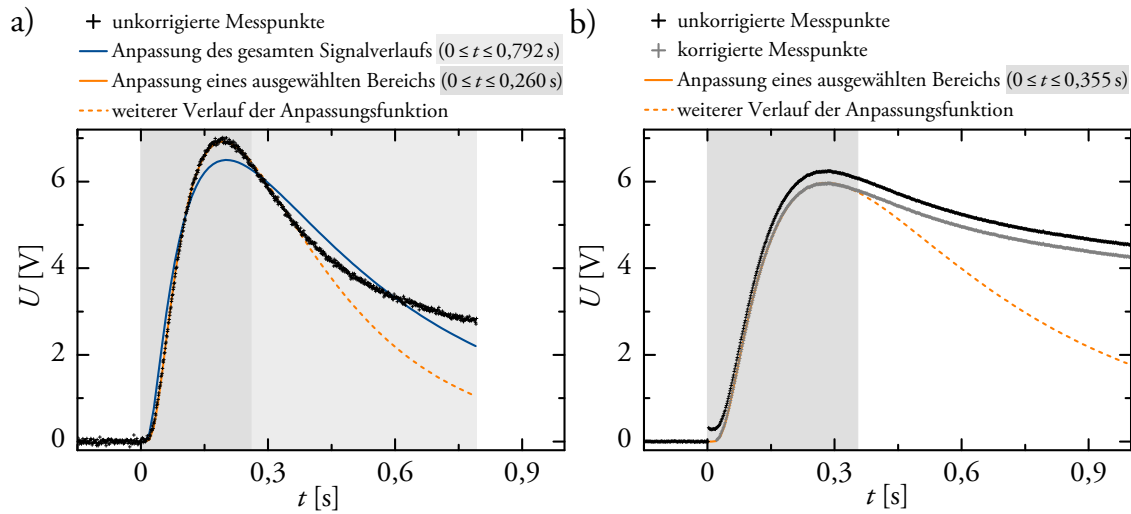 a)
unkorrigierte Messpunkte
Anpassung des gesamten Signalverlaufs (0 ≤ t ≤ 0,792 s)
Anpassung eines ausgewählten Bereichs (0 ≤ t ≤ 0,260 s)
weiterer Verlauf der Anpassungsfunktion
U [V]
6
4
2
0
0 0,3 0,6 0,9
t [s]
b)
unkorrigierte Messpunkte
korrigierte Messpunkte
Anpassung eines ausgewählten Bereichs (0 ≤ t ≤ 0,355 s)
weiterer Verlauf der Anpassungsfunktion
U [V]
6
4
2
0
0 0,3 0,6 0,9
t [s]